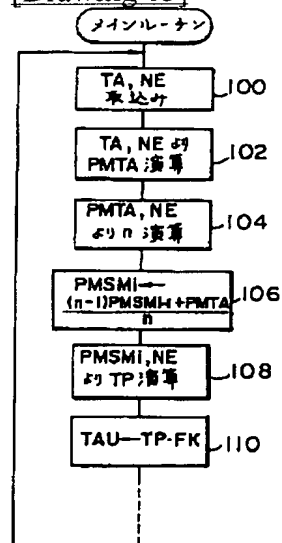 メインルーチン
TA, NE
取込み
100
TA, NE より
PMTA 演算
102
PMTA, NE
より n 演算
104
PMSMi←
(n-1)PMSMi-1+PMTA
n
106
PMSMi, NE
より TP 演算
108
TAU←TP·FK
110